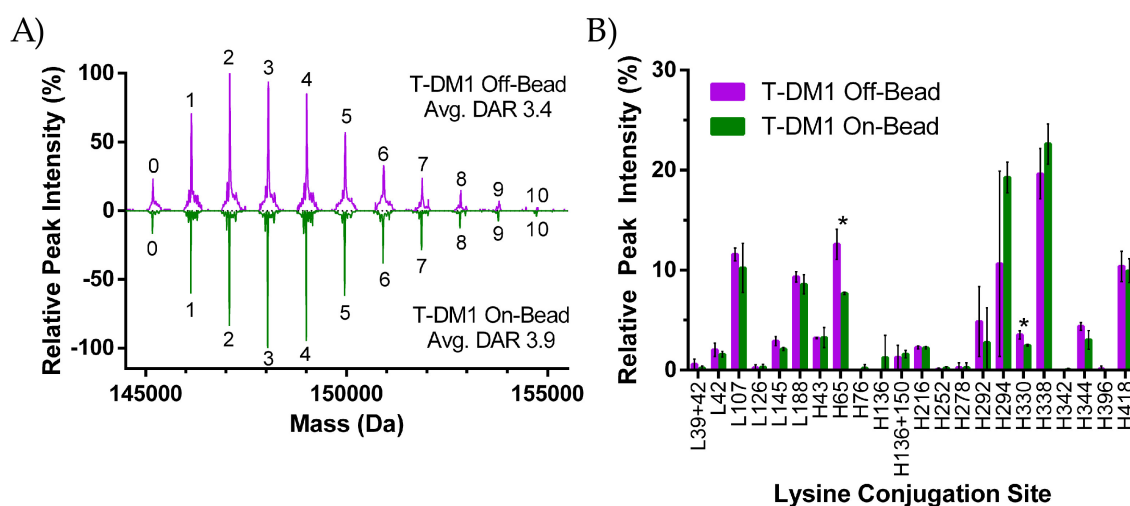 A)
Relative Peak Intensity (%)
100
50
0
-50
-100
0
1
2
3
4
5
6
7
8
9
10
T-DM1 Off-Bead
Avg. DAR 3.4
0
1
2
3
4
5
6
7
8
9
10
T-DM1 On-Bead
Avg. DAR 3.9
145000
150000
155000
Mass (Da)
B)
Relative Peak Intensity (%)
30
20
10
0
T-DM1 Off-Bead
T-DM1 On-Bead
*
*
L39+42
L42
L107
L126
L145
L188
H43
H65
H76
H136
H136+150
H216
H252
H278
H292
H294
H330
H338
H342
H344
H396
H418
Lysine Conjugation Site